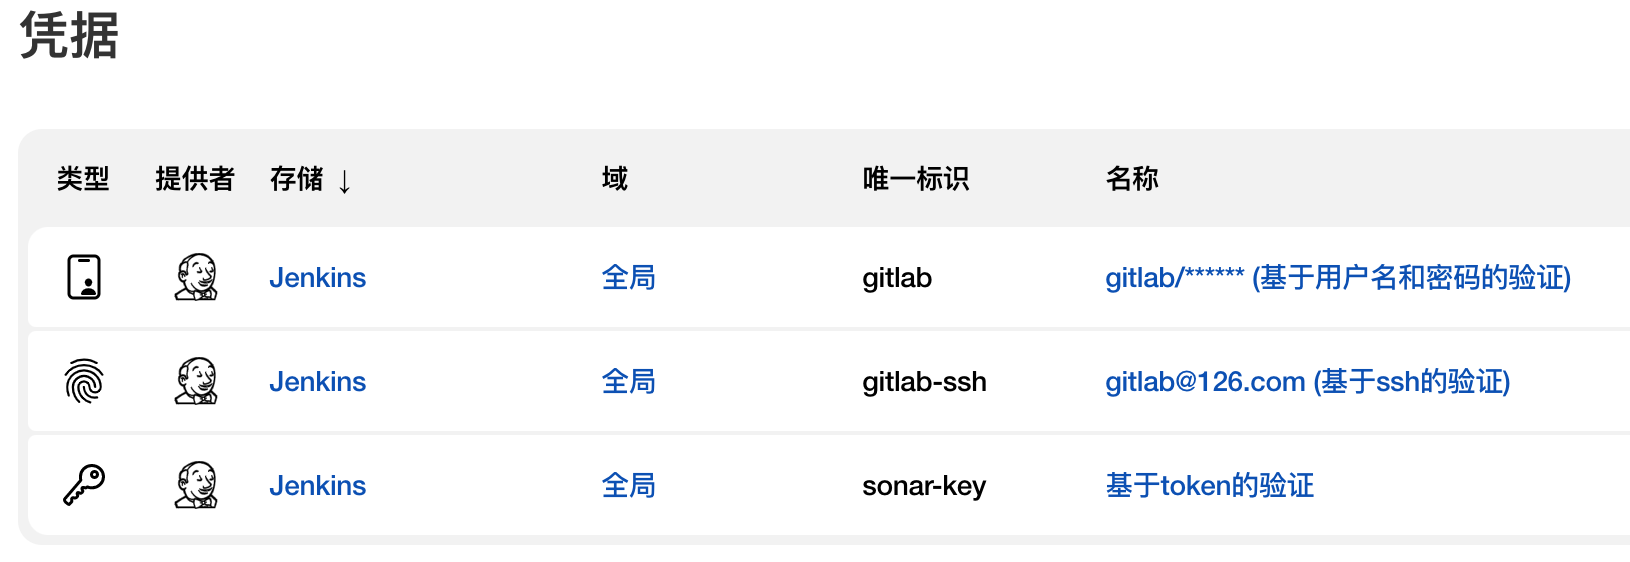 凭据
类型 提供者 存储 ↓ 域 唯一标识 名称
Jenkins 全局 gitlab gitlab/****** (基于用户名和密码的验证)
Jenkins 全局 gitlab-ssh gitlab@126.com (基于ssh的验证)
Jenkins 全局 sonar-key 基于token的验证